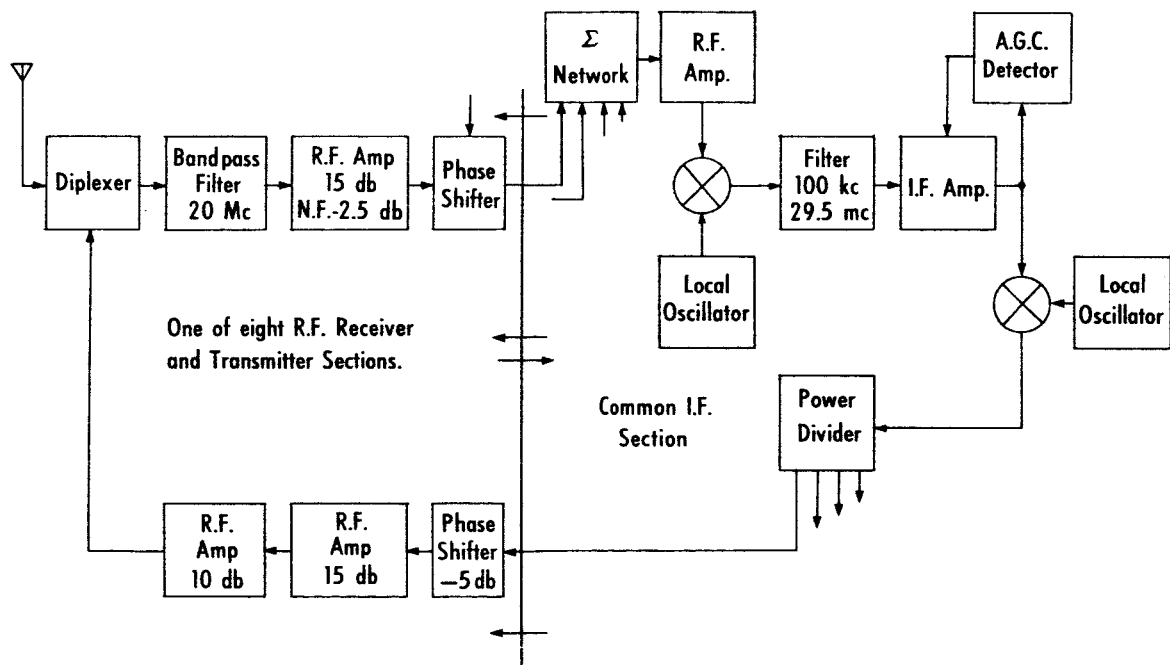 Σ
Network
R.F.
Amp.
A.G.C.
Detector
Diplexer
Bandpass
Filter
20 Mc
R.F. Amp
15 db
N.F.-2.5 db
Phase
Shifter
Filter
100 kc
29.5 mc
I.F. Amp.
Local
Oscillator
Local
Oscillator
One of eight R.F. Receiver
and Transmitter Sections.
Common I.F.
Section
Power
Divider
R.F.
Amp
10 db
R.F.
Amp
15 db
Phase
Shifter
—5 db